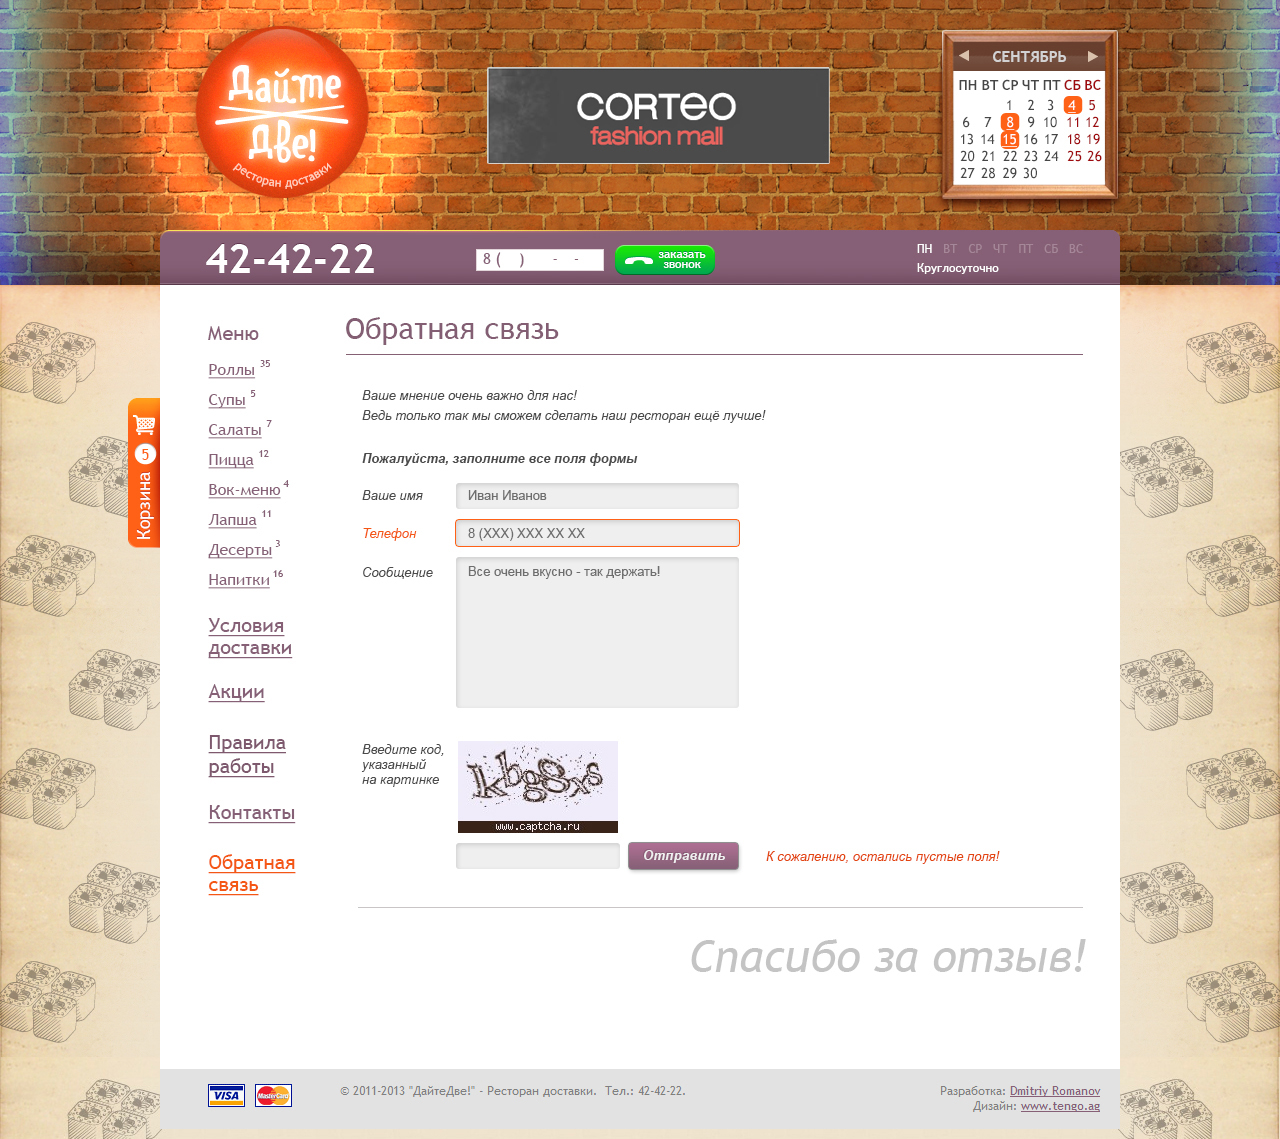 Дайте
Две!
ресторан доставки
CORTEO
fashion mall
СЕНТЯБРЬ
ПН ВТ СР ЧТ ПТ СБ ВС
1 2 3 4 5
6 7 8 9 10 11 12
13 14 15 16 17 18 19
20 21 22 23 24 25 26
27 28 29 30
42-42-22
8 (   )   -   -
заказать
звонок
ПН ВТ СР ЧТ ПТ СБ ВС
Круглосуточно
Корзина 5
Меню
Роллы 35
Супы 5
Салаты 7
Пицца 12
Вок-меню 4
Лапша 11
Десерты 3
Напитки 16
Условия
доставки
Акции
Правила
работы
Контакты
Обратная
связь
Обратная связь
Ваше мнение очень важно для нас!
Ведь только так мы сможем сделать наш ресторан ещё лучше!
Пожалуйста, заполните все поля формы
Ваше имя
Иван Иванов
Телефон
8 (XXX) XXX XX XX
Сообщение
Все очень вкусно - так держать!
Введите код,
указанный
на картинке
kbg8xs
www.captcha.ru
Отправить
К сожалению, остались пустые поля!
Спасибо за отзыв!
VISA
MasterCard
© 2011-2013 "ДайтеДве!" - Ресторан доставки. Тел.: 42-42-22.
Разработка: Dmitriy Romanov
Дизайн: www.tengo.ag